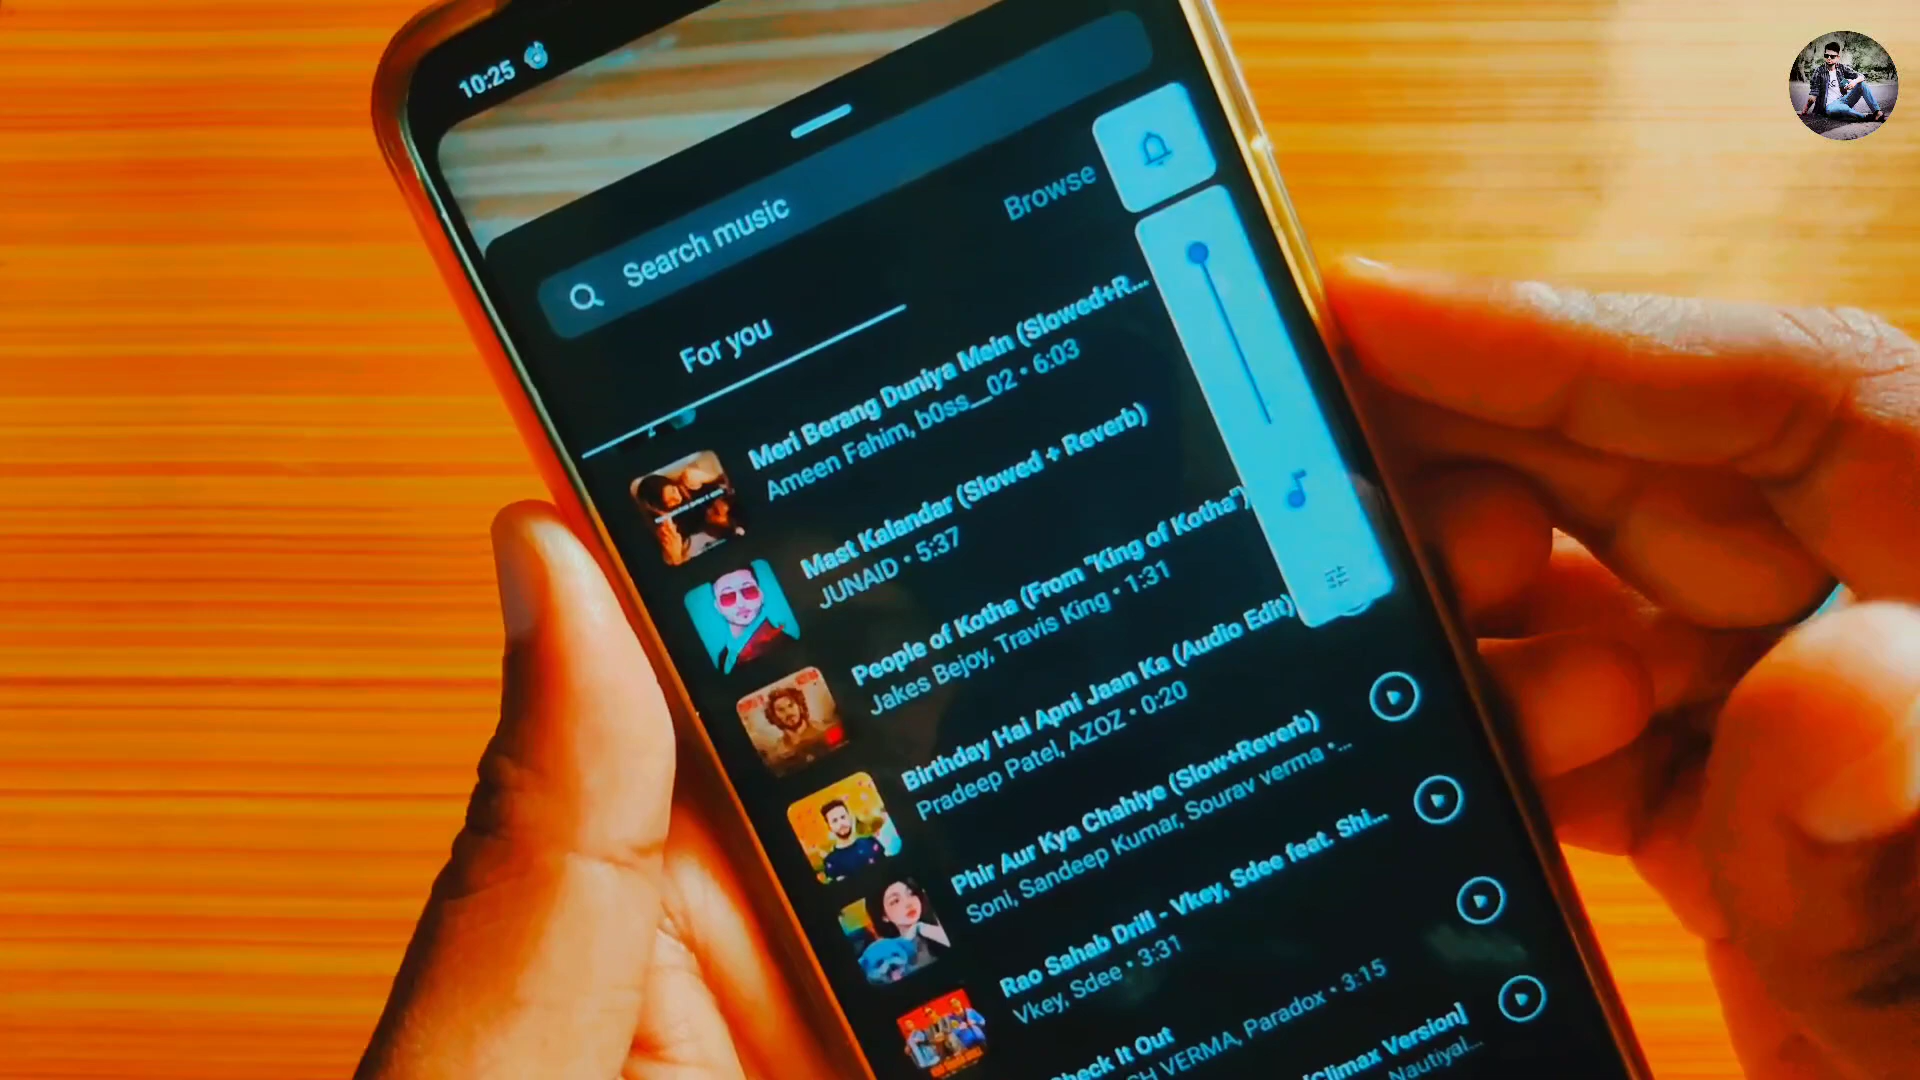 10:25
Search music
For you
Browse
Meri Berang Duniya Mein (Slowed+R...
Ameen Fahim, b0ss__02 • 6:03
Mast Kalandar (Slowed + Reverb)
JUNAID • 5:37
People of Kotha (From "King of Kotha")
Jakes Bejoy, Travis King • 1:31
Birthday Hai Apni Jaan Ka (Audio Edit)
Pradeep Patel, AZOZ • 0:20
Phir Aur Kya Chahiye (Slow+Reverb)
Soni, Sandeep Kumar, Sourav verma •...
Rao Sahab Drill - Vkey, Sdee feat. Shi...
Vkey, Sdee • 3:31
heck It Out
SH VERMA, Paradox • 3:15
[Climax Version]
Nautiyal...